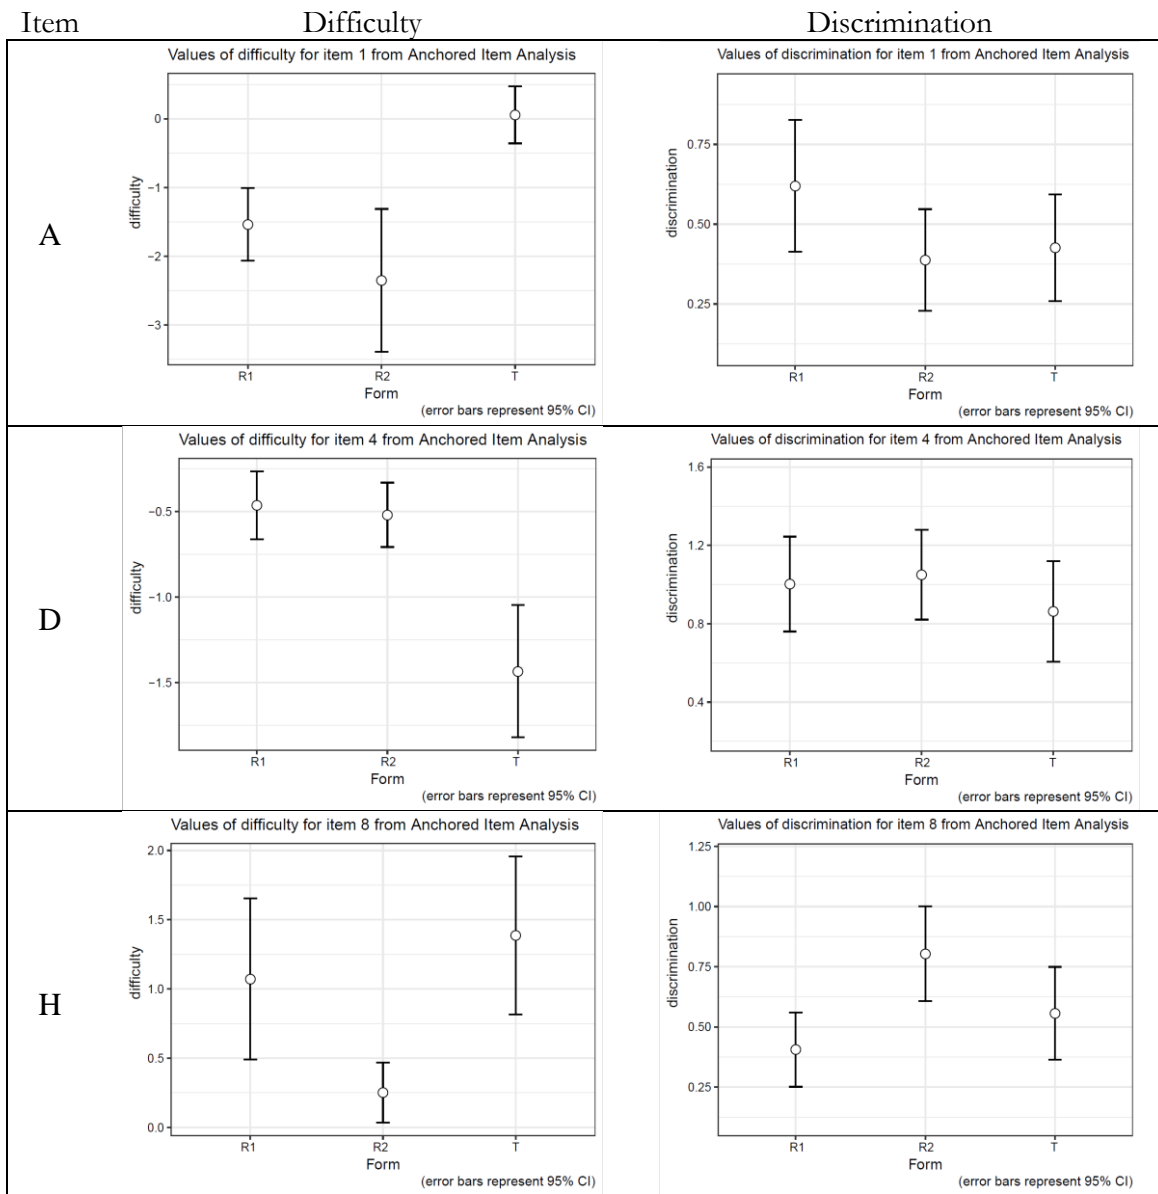 Item Difficulty Discrimination
A
Values of difficulty for item 1 from Anchored Item Analysis
difficulty
0
−1
−2
−3
R1 R2 T
Form
(error bars represent 95% CI)
Values of discrimination for item 1 from Anchored Item Analysis
discrimination
0.75
0.50
0.25
R1 R2 T
Form
(error bars represent 95% CI)
D
Values of difficulty for item 4 from Anchored Item Analysis
difficulty
−0.5
−1.0
−1.5
R1 R2 T
Form
(error bars represent 95% CI)
Values of discrimination for item 4 from Anchored Item Analysis
discrimination
1.6
1.2
0.8
0.4
R1 R2 T
Form
(error bars represent 95% CI)
H
Values of difficulty for item 8 from Anchored Item Analysis
difficulty
2.0
1.5
1.0
0.5
0.0
R1 R2 T
Form
(error bars represent 95% CI)
Values of discrimination for item 8 from Anchored Item Analysis
discrimination
1.25
1.00
0.75
0.50
0.25
R1 R2 T
Form
(error bars represent 95% CI)